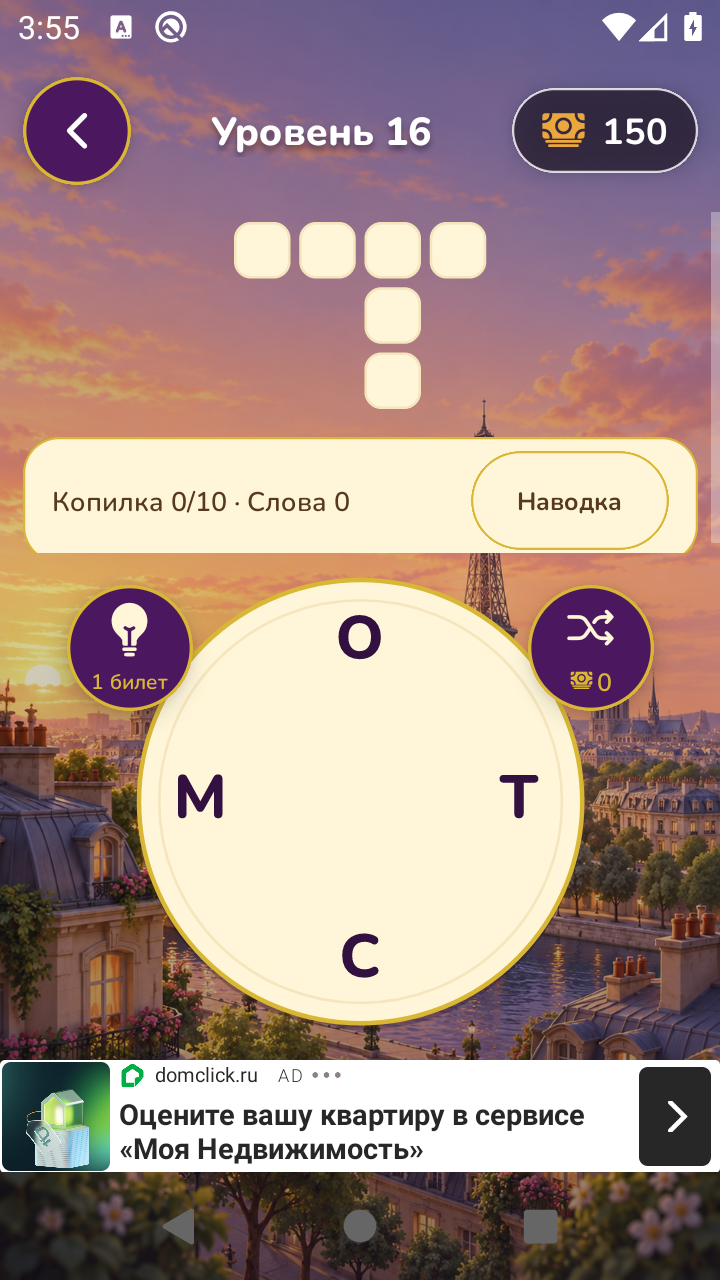 3:55
Уровень 16
150
Копилка 0/10 · Слова 0
Наводка
1 билет
0
О
М
Т
С
domclick.ru AD
Оцените вашу квартиру в сервисе
«Моя Недвижимость»